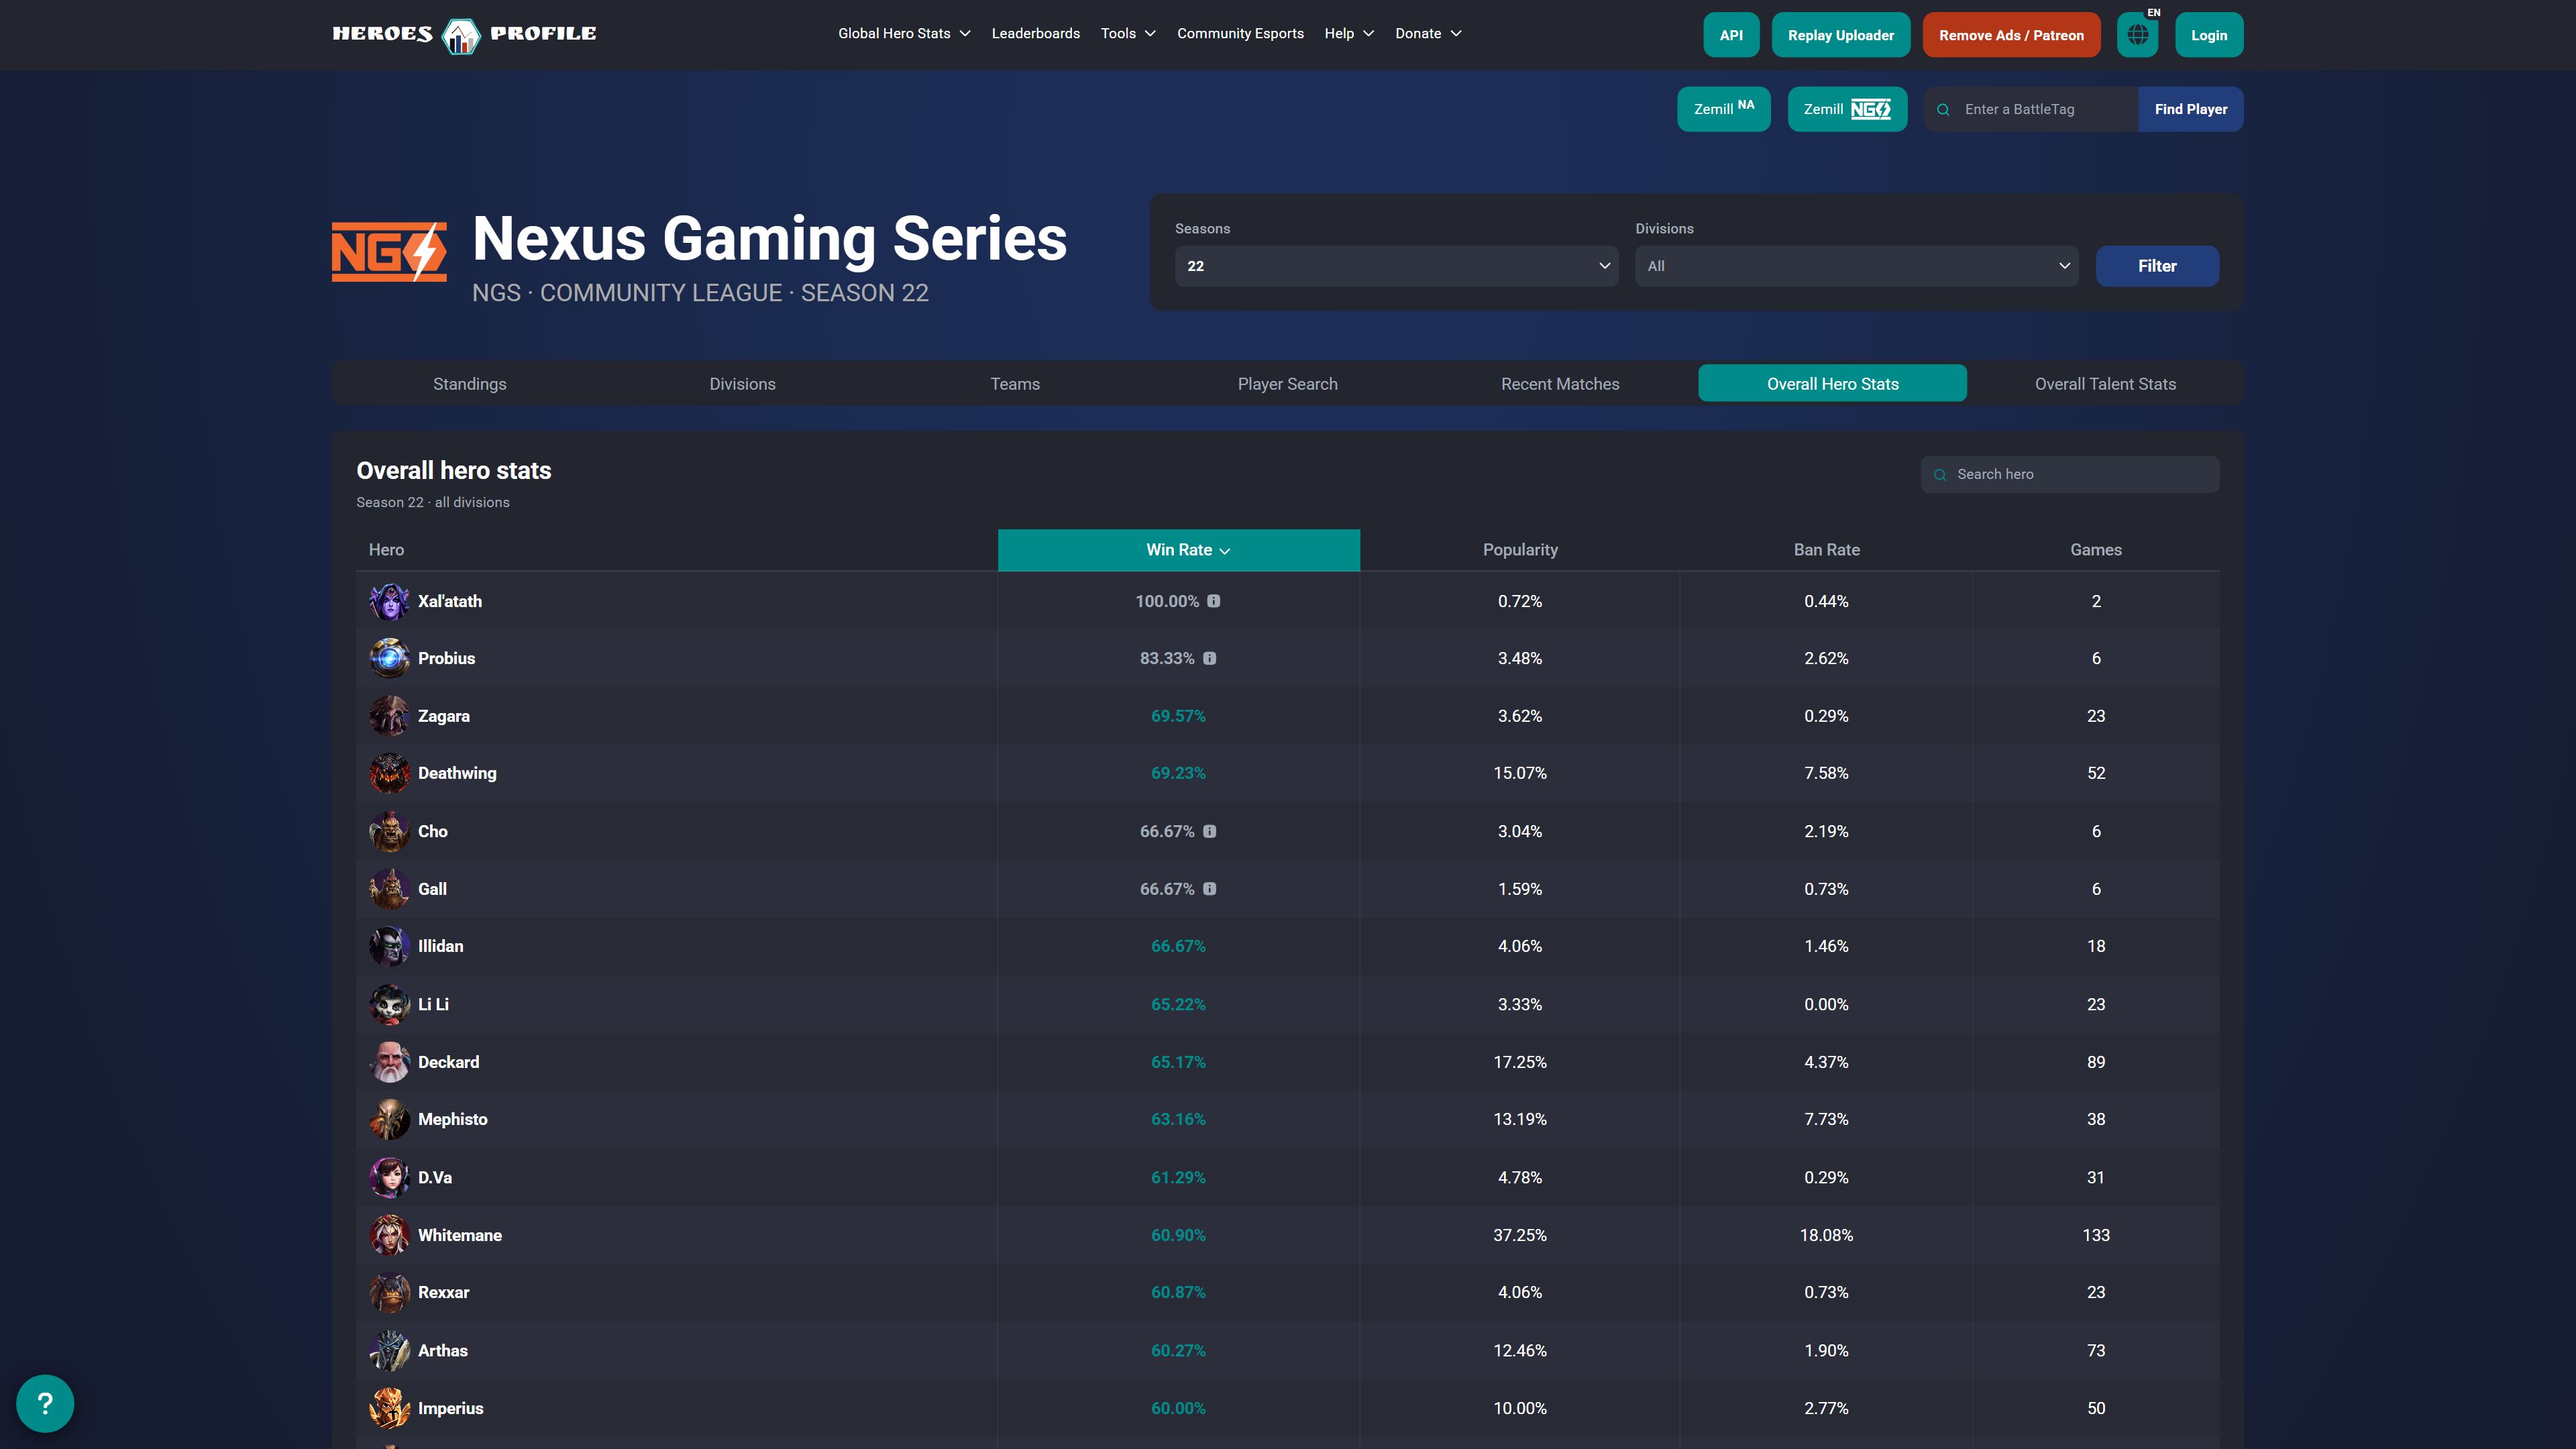 HEROES PROFILE
Global Hero Stats Leaderboards Tools Community Esports Help Donate
API Replay Uploader Remove Ads / Patreon EN Login
Zemill NA Zemill NGS Enter a BattleTag Find Player
NGS Nexus Gaming Series
NGS · COMMUNITY LEAGUE · SEASON 22
Seasons Divisions
22 All Filter
Standings Divisions Teams Player Search Recent Matches Overall Hero Stats Overall Talent Stats
Overall hero stats
Search hero
Season 22 · all divisions
Hero Win Rate Popularity Ban Rate Games
Xal'atath 100.00% 0.72% 0.44% 2
Probius 83.33% 3.48% 2.62% 6
Zagara 69.57% 3.62% 0.29% 23
Deathwing 69.23% 15.07% 7.58% 52
Cho 66.67% 3.04% 2.19% 6
Gall 66.67% 1.59% 0.73% 6
Illidan 66.67% 4.06% 1.46% 18
Li Li 65.22% 3.33% 0.00% 23
Deckard 65.17% 17.25% 4.37% 89
Mephisto 63.16% 13.19% 7.73% 38
D.Va 61.29% 4.78% 0.29% 31
Whitemane 60.90% 37.25% 18.08% 133
Rexxar 60.87% 4.06% 0.73% 23
Arthas 60.27% 12.46% 1.90% 73
Imperius 60.00% 10.00% 2.77% 50
?